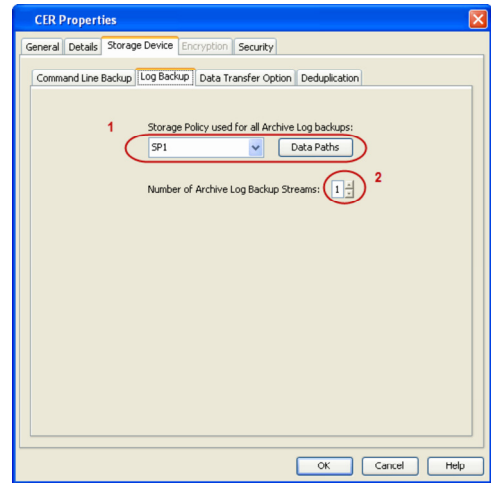 CER Properties
General Details Storage Device Encryption Security
Command Line Backup Log Backup Data Transfer Option Deduplication
1 Storage Policy used for all Archive Log backups:
SP1 Data Paths
Number of Archive Log Backup Streams: 1 2
OK Cancel Help